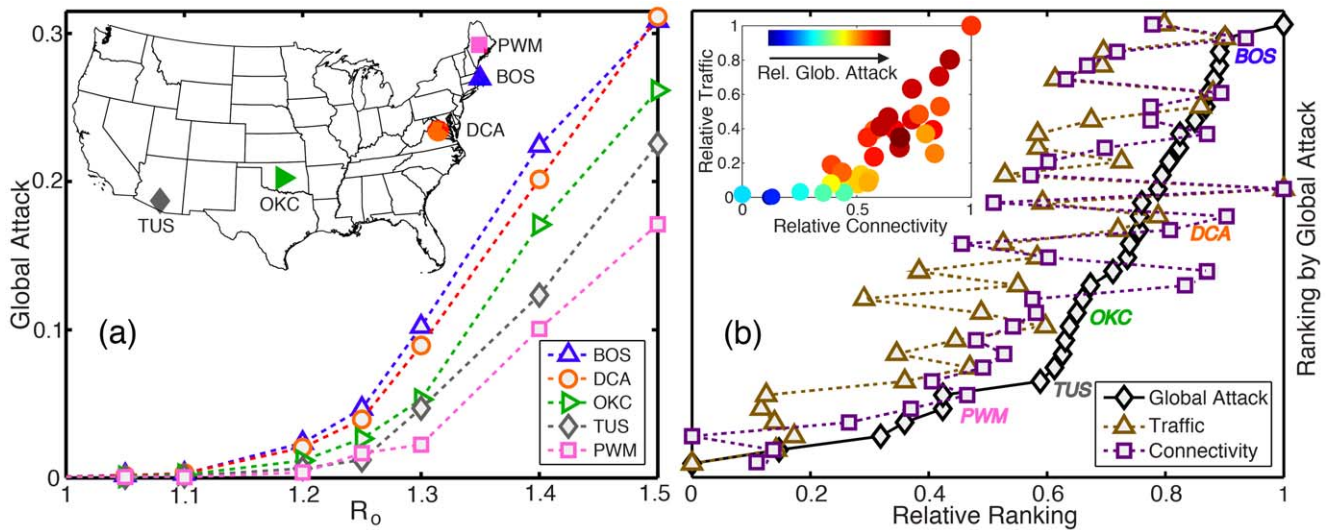 0.3
0.2
0.1
0
Global Attack
PWM
BOS
DCA
OKC
TUS
(a)
BOS
DCA
OKC
TUS
PWM
1
1.1
1.2
1.3
1.4
1.5
Ro
1
0.8
0.6
0.4
0.2
0
Relative Traffic
Rel. Glob. Attack
0
0.5
1
Relative Connectivity
(b)
BOS
DCA
OKC
TUS
PWM
Global Attack
Traffic
Connectivity
0
0.2
0.4
0.6
0.8
1
Relative Ranking
Ranking by Global Attack